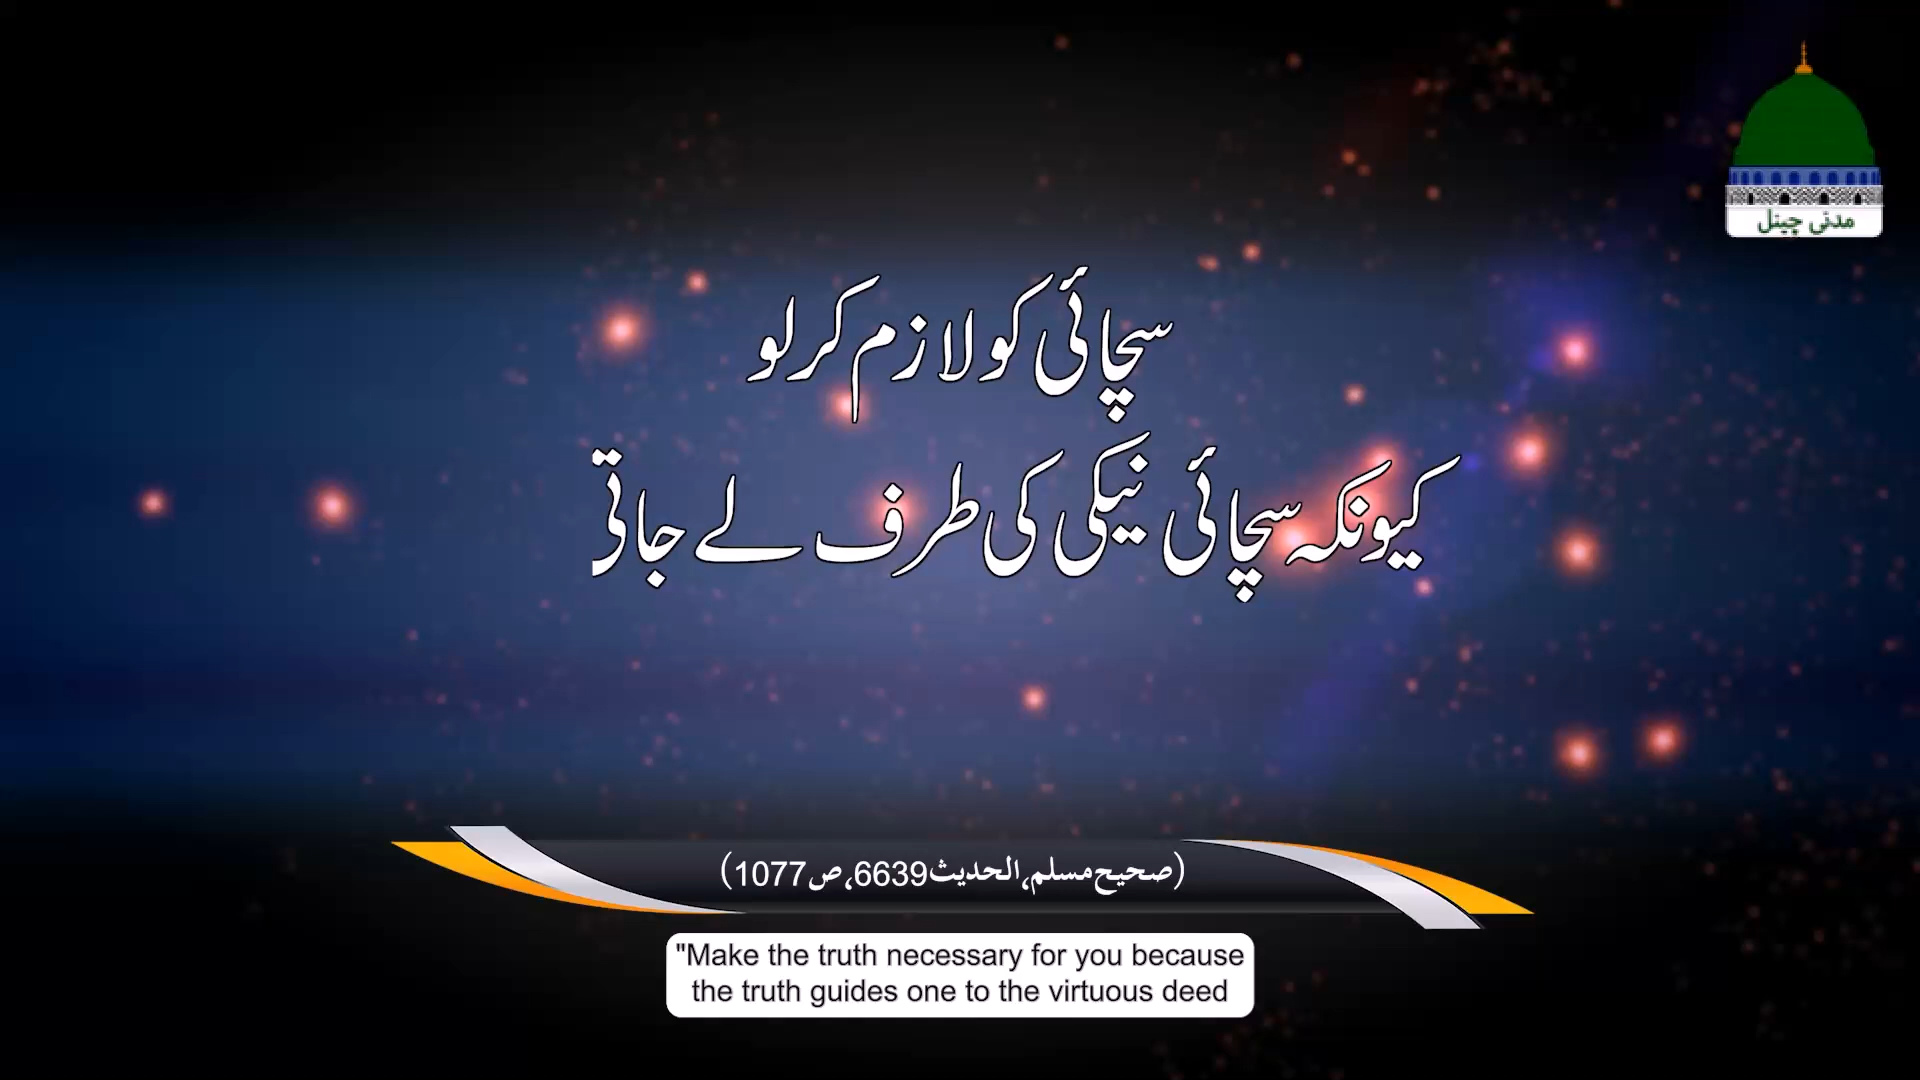 مدنی چینل
سچائی کو لازم کرلو
کیونکہ سچائی نیکی کی طرف لے جاتی
(صحیح مسلم،الحدیث6639،ص1077)
"Make the truth necessary for you because
the truth guides one to the virtuous deed